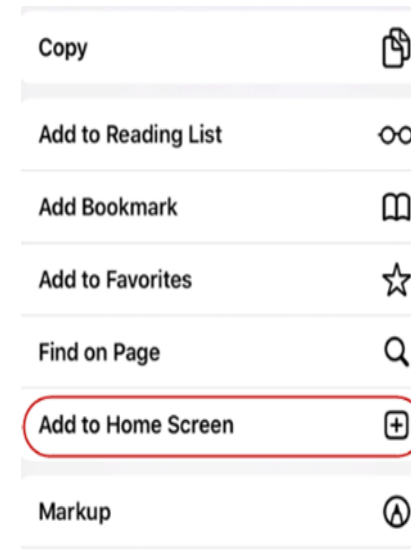 Copy
Add to Reading List
Add Bookmark
Add to Favorites
Find on Page
Add to Home Screen
Markup